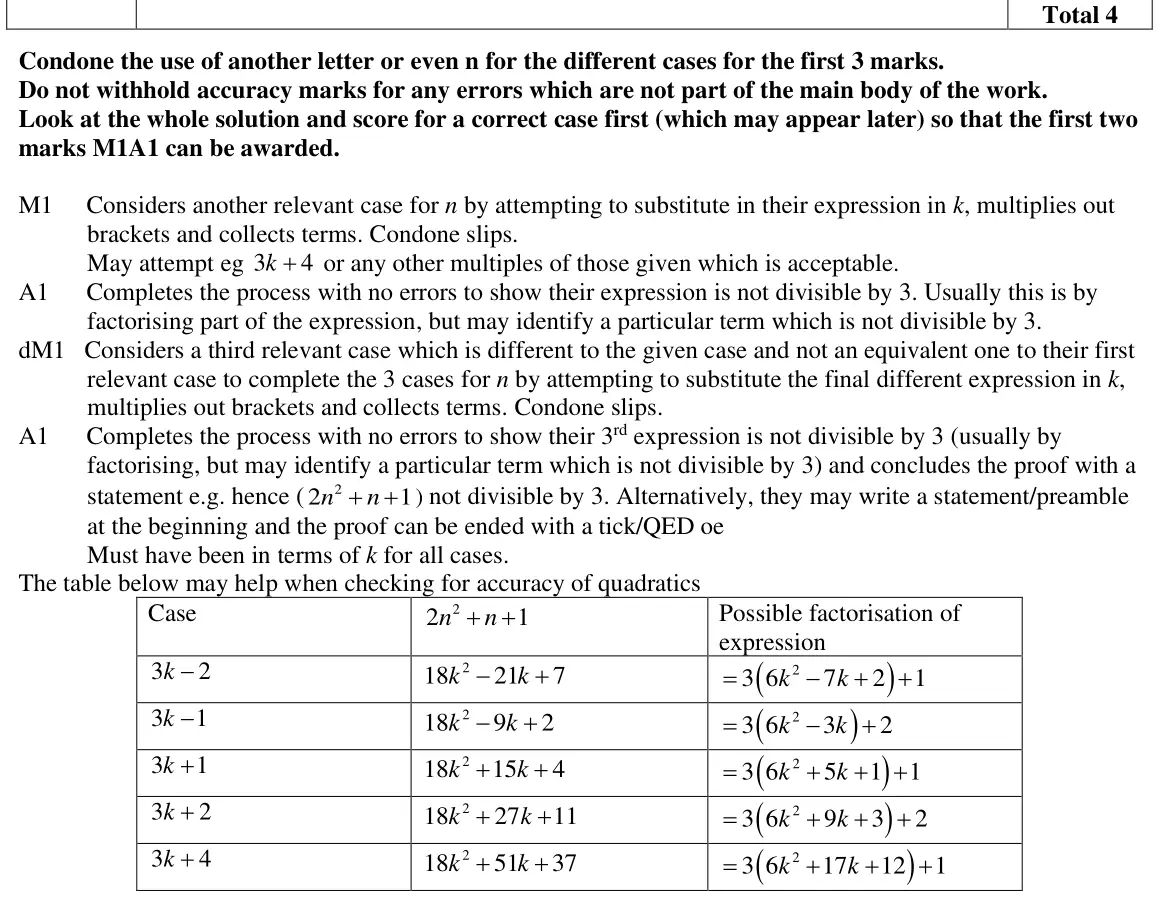 Total 4
Condone the use of another letter or even n for the different cases for the first 3 marks.
Do not withhold accuracy marks for any errors which are not part of the main body of the work.
Look at the whole solution and score for a correct case first (which may appear later) so that the first two
marks M1A1 can be awarded.
M1 Considers another relevant case for n by attempting to substitute in their expression in k, multiplies out
brackets and collects terms. Condone slips.
May attempt eg 3k + 4 or any other multiples of those given which is acceptable.
A1 Completes the process with no errors to show their expression is not divisible by 3. Usually this is by
factorising part of the expression, but may identify a particular term which is not divisible by 3.
dM1 Considers a third relevant case which is different to the given case and not an equivalent one to their first
relevant case to complete the 3 cases for n by attempting to substitute the final different expression in k,
multiplies out brackets and collects terms. Condone slips.
A1 Completes the process with no errors to show their 3rd expression is not divisible by 3 (usually by
factorising, but may identify a particular term which is not divisible by 3) and concludes the proof with a
statement e.g. hence (2n² + n + 1) not divisible by 3. Alternatively, they may write a statement/preamble
at the beginning and the proof can be ended with a tick/QED oe
Must have been in terms of k for all cases.
The table below may help when checking for accuracy of quadratics
Case 2n² + n + 1 Possible factorisation of
expression
3k − 2 18k² − 21k + 7 = 3(6k² − 7k + 2) + 1
3k − 1 18k² − 9k + 2 = 3(6k² − 3k) + 2
3k + 1 18k² + 15k + 4 = 3(6k² + 5k + 1) + 1
3k + 2 18k² + 27k + 11 = 3(6k² + 9k + 3) + 2
3k + 4 18k² + 51k + 37 = 3(6k² + 17k + 12) + 1